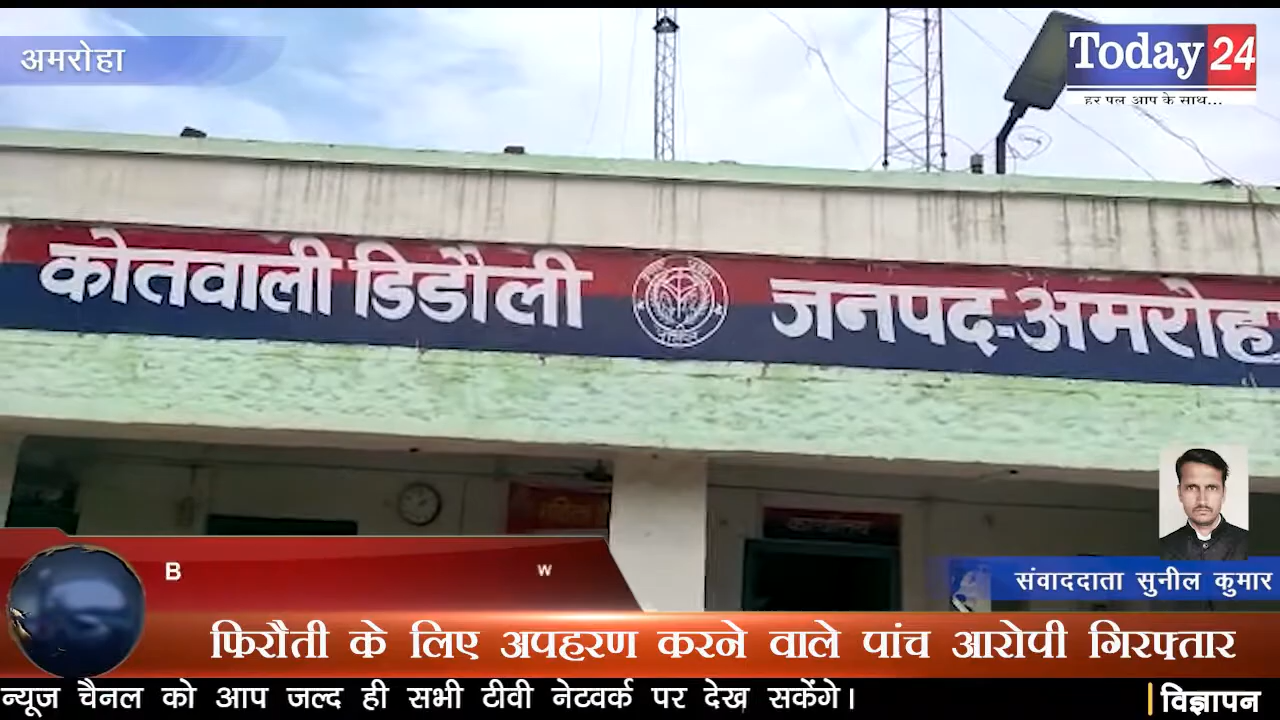 अमरोहा
Today 24
हर पल आप के साथ...
कोतवाली डिडौली जनपद-अमरोहा
B W
संवाददाता सुनील कुमार
फिरौती के लिए अपहरण करने वाले पांच आरोपी गिरफ्तार
न्यूज चैनल को आप जल्द ही सभी टीवी नेटवर्क पर देख सकेंगे।
विज्ञापन